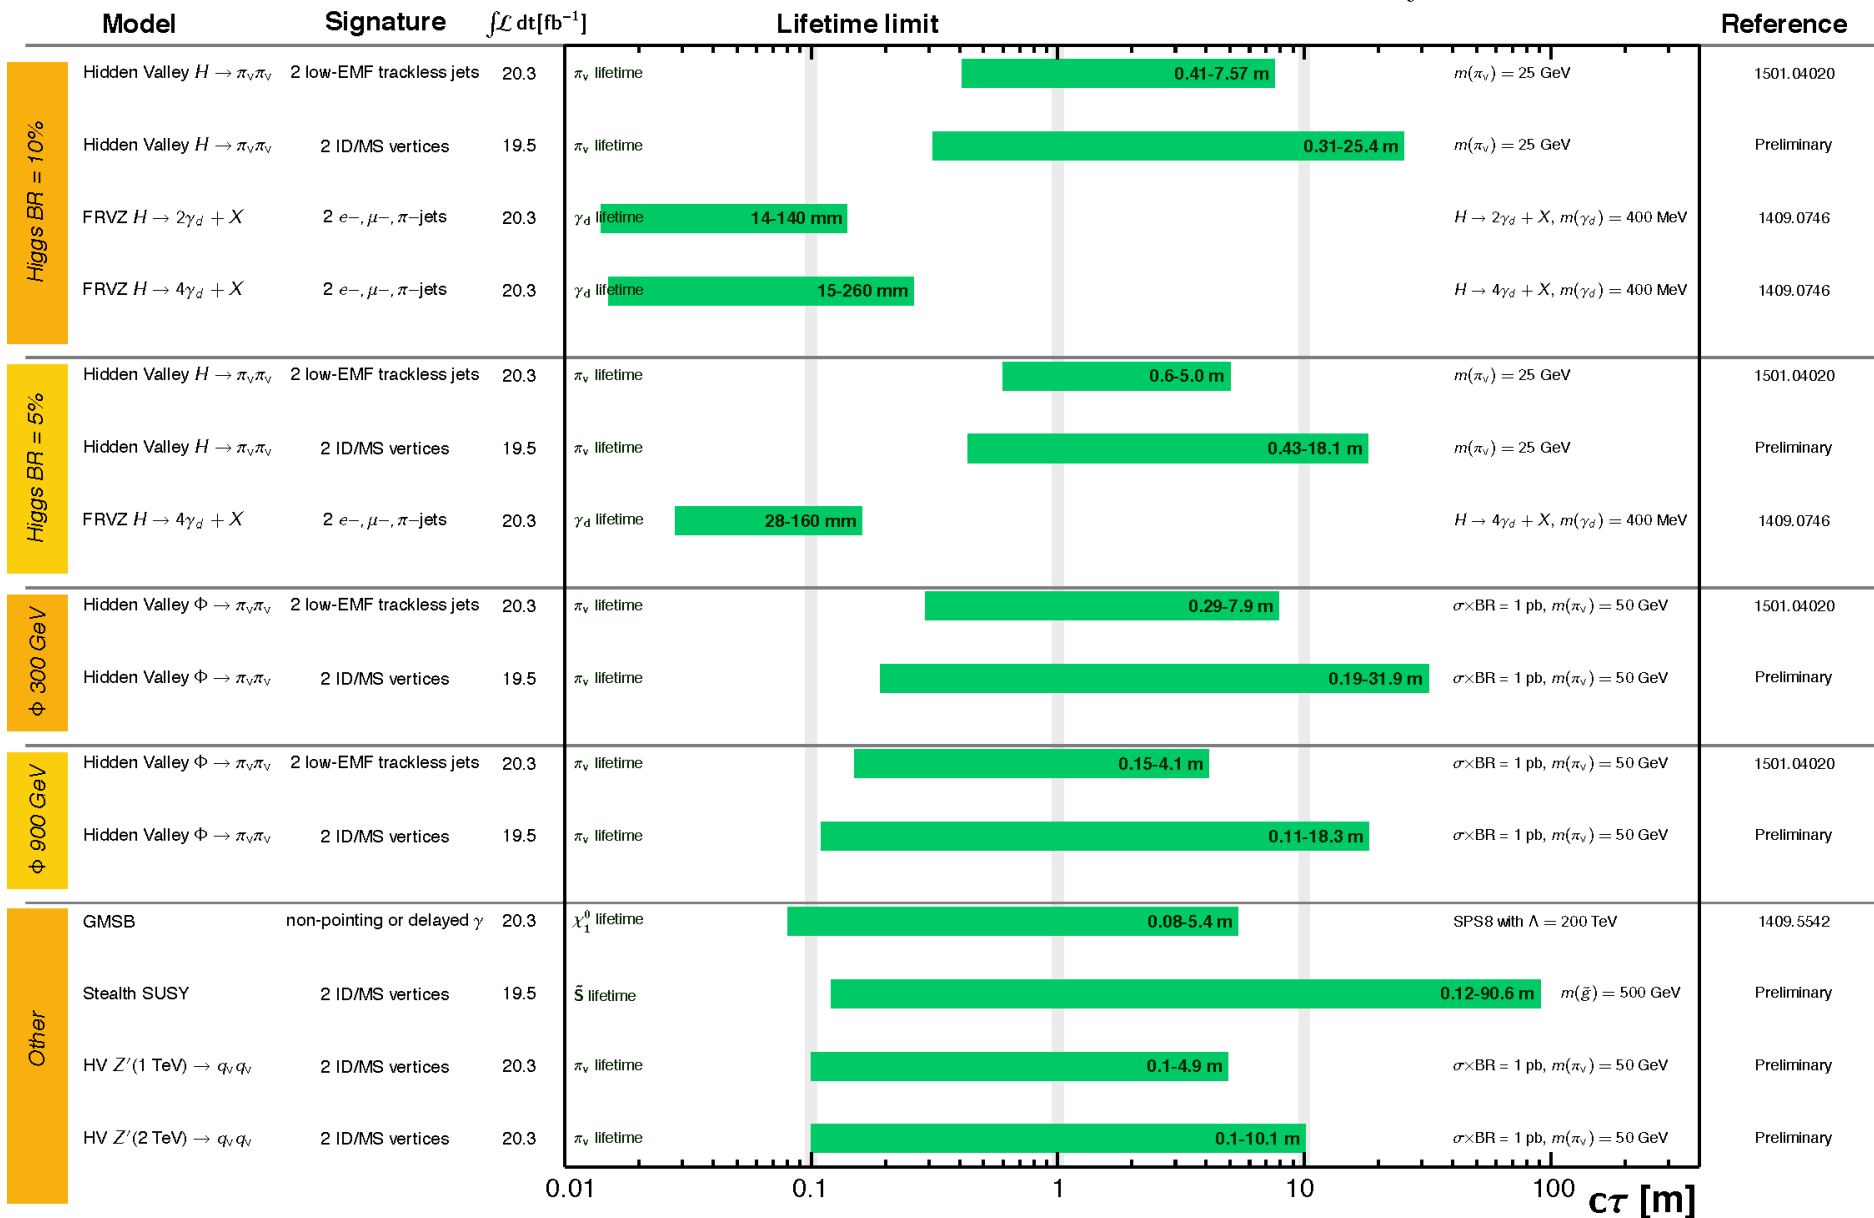 Model Signature ∫ℒ dt[fb⁻¹] Lifetime limit Reference
Higgs BR = 10%
Hidden Valley H → πᵥπᵥ 2 low-EMF trackless jets 20.3 πᵥ lifetime 0.41-7.57 m m(πᵥ) = 25 GeV 1501.04020
Hidden Valley H → πᵥπᵥ 2 ID/MS vertices 19.5 πᵥ lifetime 0.31-25.4 m m(πᵥ) = 25 GeV Preliminary
FRVZ H → 2γ_d + X 2 e−, μ−, π−jets 20.3 γ_d lifetime 14-140 mm H → 2γ_d + X, m(γ_d) = 400 MeV 1409.0746
FRVZ H → 4γ_d + X 2 e−, μ−, π−jets 20.3 γ_d lifetime 15-260 mm H → 4γ_d + X, m(γ_d) = 400 MeV 1409.0746
Higgs BR = 5%
Hidden Valley H → πᵥπᵥ 2 low-EMF trackless jets 20.3 πᵥ lifetime 0.6-5.0 m m(πᵥ) = 25 GeV 1501.04020
Hidden Valley H → πᵥπᵥ 2 ID/MS vertices 19.5 πᵥ lifetime 0.43-18.1 m m(πᵥ) = 25 GeV Preliminary
FRVZ H → 4γ_d + X 2 e−, μ−, π−jets 20.3 γ_d lifetime 28-160 mm H → 4γ_d + X, m(γ_d) = 400 MeV 1409.0746
Φ 300 GeV
Hidden Valley Φ → πᵥπᵥ 2 low-EMF trackless jets 20.3 πᵥ lifetime 0.29-7.9 m σ×BR = 1 pb, m(πᵥ) = 50 GeV 1501.04020
Hidden Valley Φ → πᵥπᵥ 2 ID/MS vertices 19.5 πᵥ lifetime 0.19-31.9 m σ×BR = 1 pb, m(πᵥ) = 50 GeV Preliminary
Φ 900 GeV
Hidden Valley Φ → πᵥπᵥ 2 low-EMF trackless jets 20.3 πᵥ lifetime 0.15-4.1 m σ×BR = 1 pb, m(πᵥ) = 50 GeV 1501.04020
Hidden Valley Φ → πᵥπᵥ 2 ID/MS vertices 19.5 πᵥ lifetime 0.11-18.3 m σ×BR = 1 pb, m(πᵥ) = 50 GeV Preliminary
Other
GMSB non-pointing or delayed γ 20.3 χ₁⁰ lifetime 0.08-5.4 m SPS8 with Λ = 200 TeV 1409.5542
Stealth SUSY 2 ID/MS vertices 19.5 S̃ lifetime 0.12-90.6 m m(g̃) = 500 GeV Preliminary
HV Z′(1 TeV) → qᵥqᵥ 2 ID/MS vertices 20.3 πᵥ lifetime 0.1-4.9 m σ×BR = 1 pb, m(πᵥ) = 50 GeV Preliminary
HV Z′(2 TeV) → qᵥqᵥ 2 ID/MS vertices 20.3 πᵥ lifetime 0.1-10.1 m σ×BR = 1 pb, m(πᵥ) = 50 GeV Preliminary
0.01 0.1 1 10 100
cτ [m]